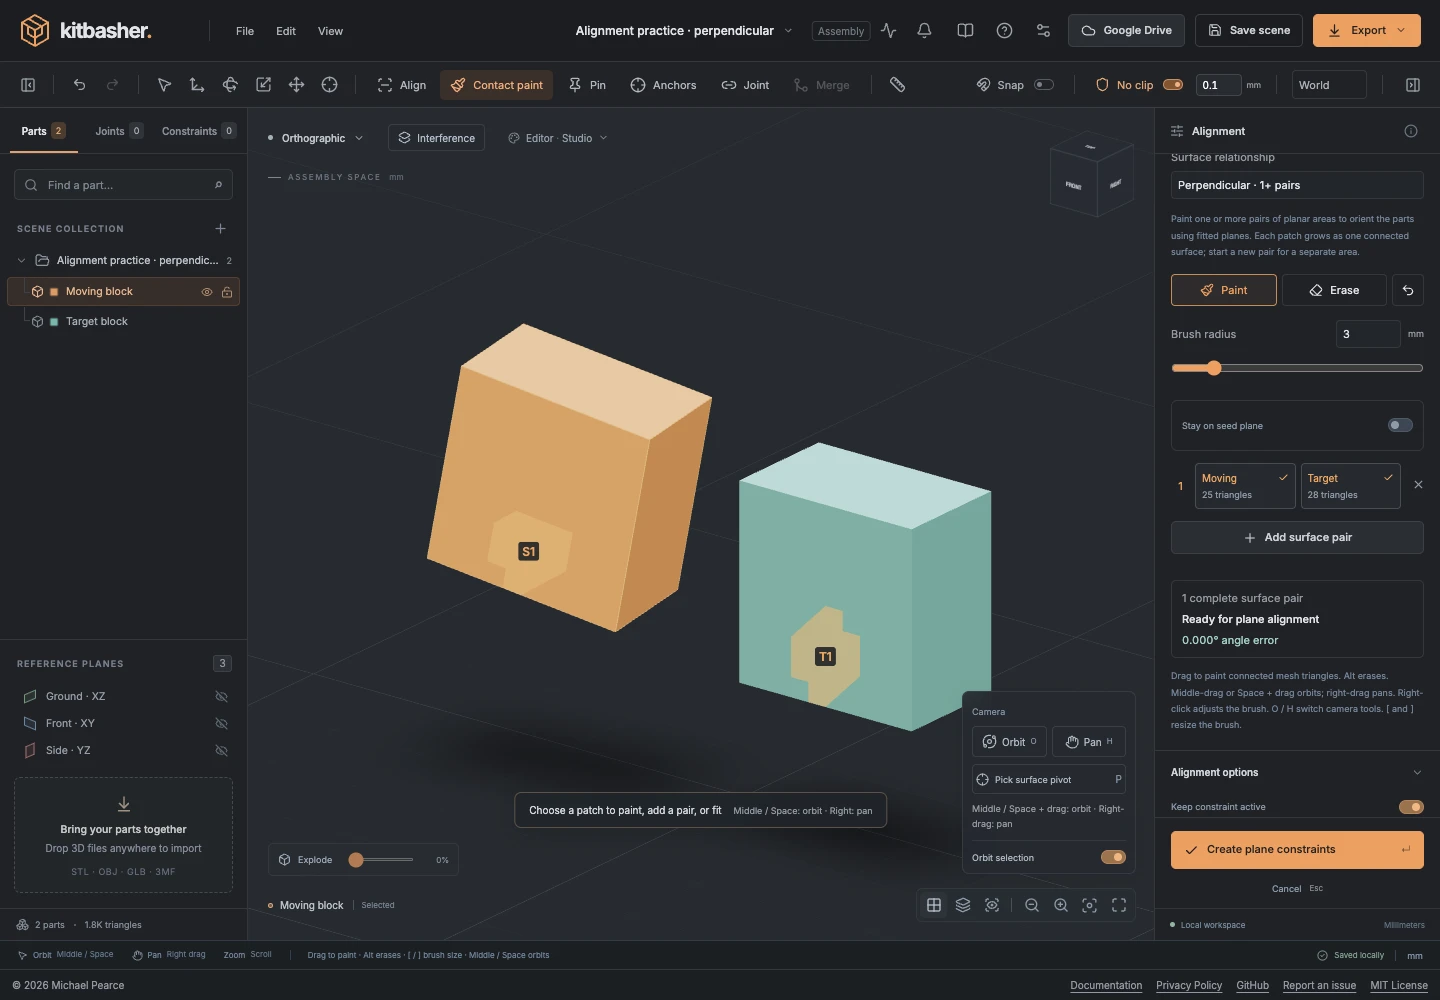 kitbasher.
File Edit View
Alignment practice · perpendicular
Assembly
Google Drive
Save scene
Export
Align
Contact paint
Pin
Anchors
Joint
Merge
Snap
No clip
0.1 mm
World
Parts 2
Joints 0
Constraints 0
Find a part...
SCENE COLLECTION
Alignment practice · perpendic... 2
Moving block
Target block
REFERENCE PLANES 3
Ground · XZ
Front · XY
Side · YZ
Bring your parts together
Drop 3D files anywhere to import
STL · OBJ · GLB · 3MF
2 parts · 1.8K triangles
Orthographic
Interference
Editor · Studio
ASSEMBLY SPACE mm
FRONT
RIGHT
S1
T1
Camera
Orbit O
Pan H
Pick surface pivot P
Middle / Space + drag: orbit · Right-
drag: pan
Orbit selection
Choose a patch to paint, add a pair, or fit Middle / Space: orbit · Right: pan
Explode 0%
Moving block Selected
Alignment
Surface relationship
Perpendicular · 1+ pairs
Paint one or more pairs of planar areas to orient the parts
using fitted planes. Each patch grows as one connected
surface; start a new pair for a separate area.
Paint
Erase
Brush radius 3 mm
Stay on seed plane
1
Moving
25 triangles
Target
28 triangles
Add surface pair
1 complete surface pair
Ready for plane alignment
0.000° angle error
Drag to paint connected mesh triangles. Alt erases.
Middle-drag or Space + drag orbits; right-drag pans. Right-
click adjusts the brush. O / H switch camera tools. [ and ]
resize the brush.
Alignment options
Keep constraint active
Create plane constraints
Cancel Esc
Local workspace Millimeters
Orbit Middle / Space Pan Right drag Zoom Scroll Drag to paint · Alt erases · [ / ] brush size · Middle / Space orbits
Saved locally mm
© 2026 Michael Pearce
Documentation Privacy Policy GitHub Report an issue MIT License